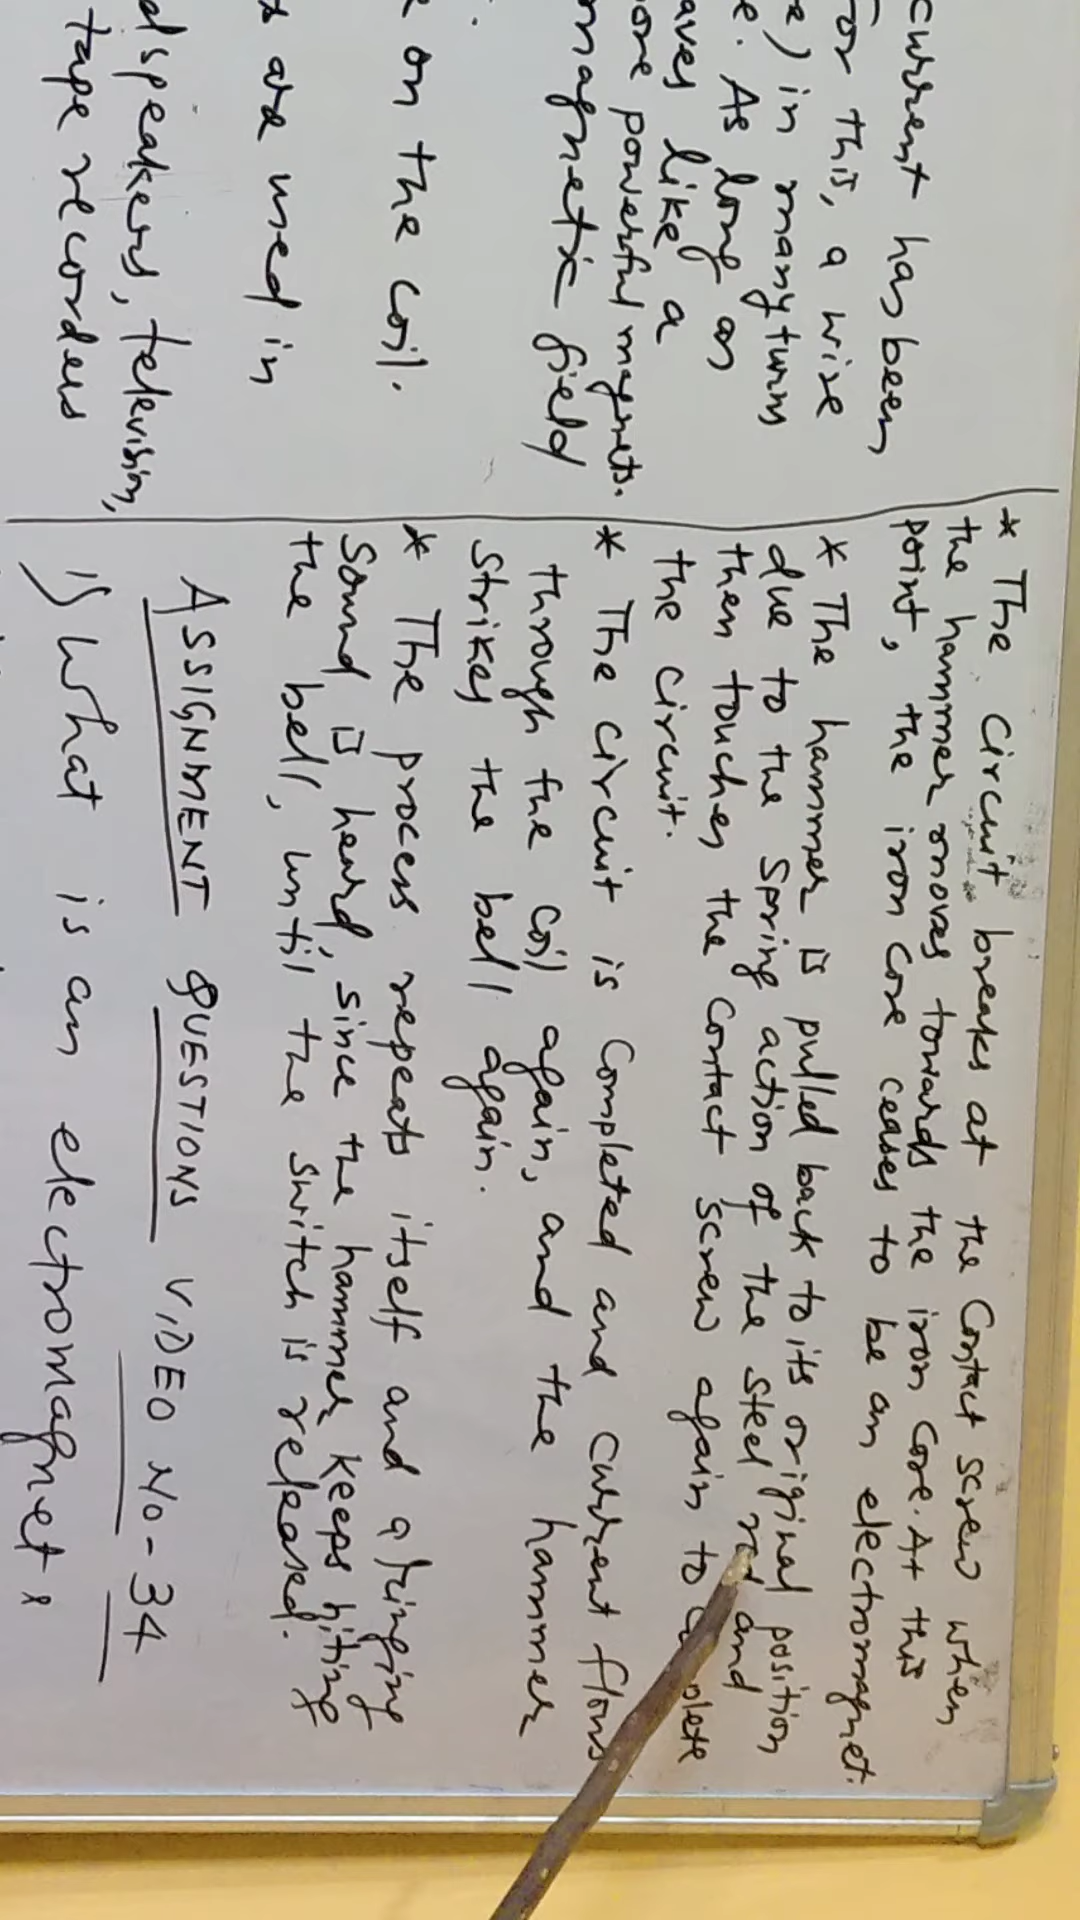 current has been
For this, a wire
e) in many turns
e. As long as
aves like a
ore powerful magnets.
magnetic field
e on the coil.
s are used in
dspeakers, television,
tape recorders
* The circuit breaks at the contact screw when
the hammer moves towards the iron core. At this
point, the iron core ceases to be an electromagnet.
* The hammer is pulled back to its original position
due to the spring action of the steel rod and
then touches the contact screw again to complete
the circuit.
* The circuit is completed and current flows
through the coil again, and the hammer
strikes the bell again.
* The process repeats itself and a ringing
sound is heard, since the hammer keeps hiting
the bell, until the switch is released.
ASSIGNMENT QUESTIONS VIDEO NO-34
1) What is an electromagnet?